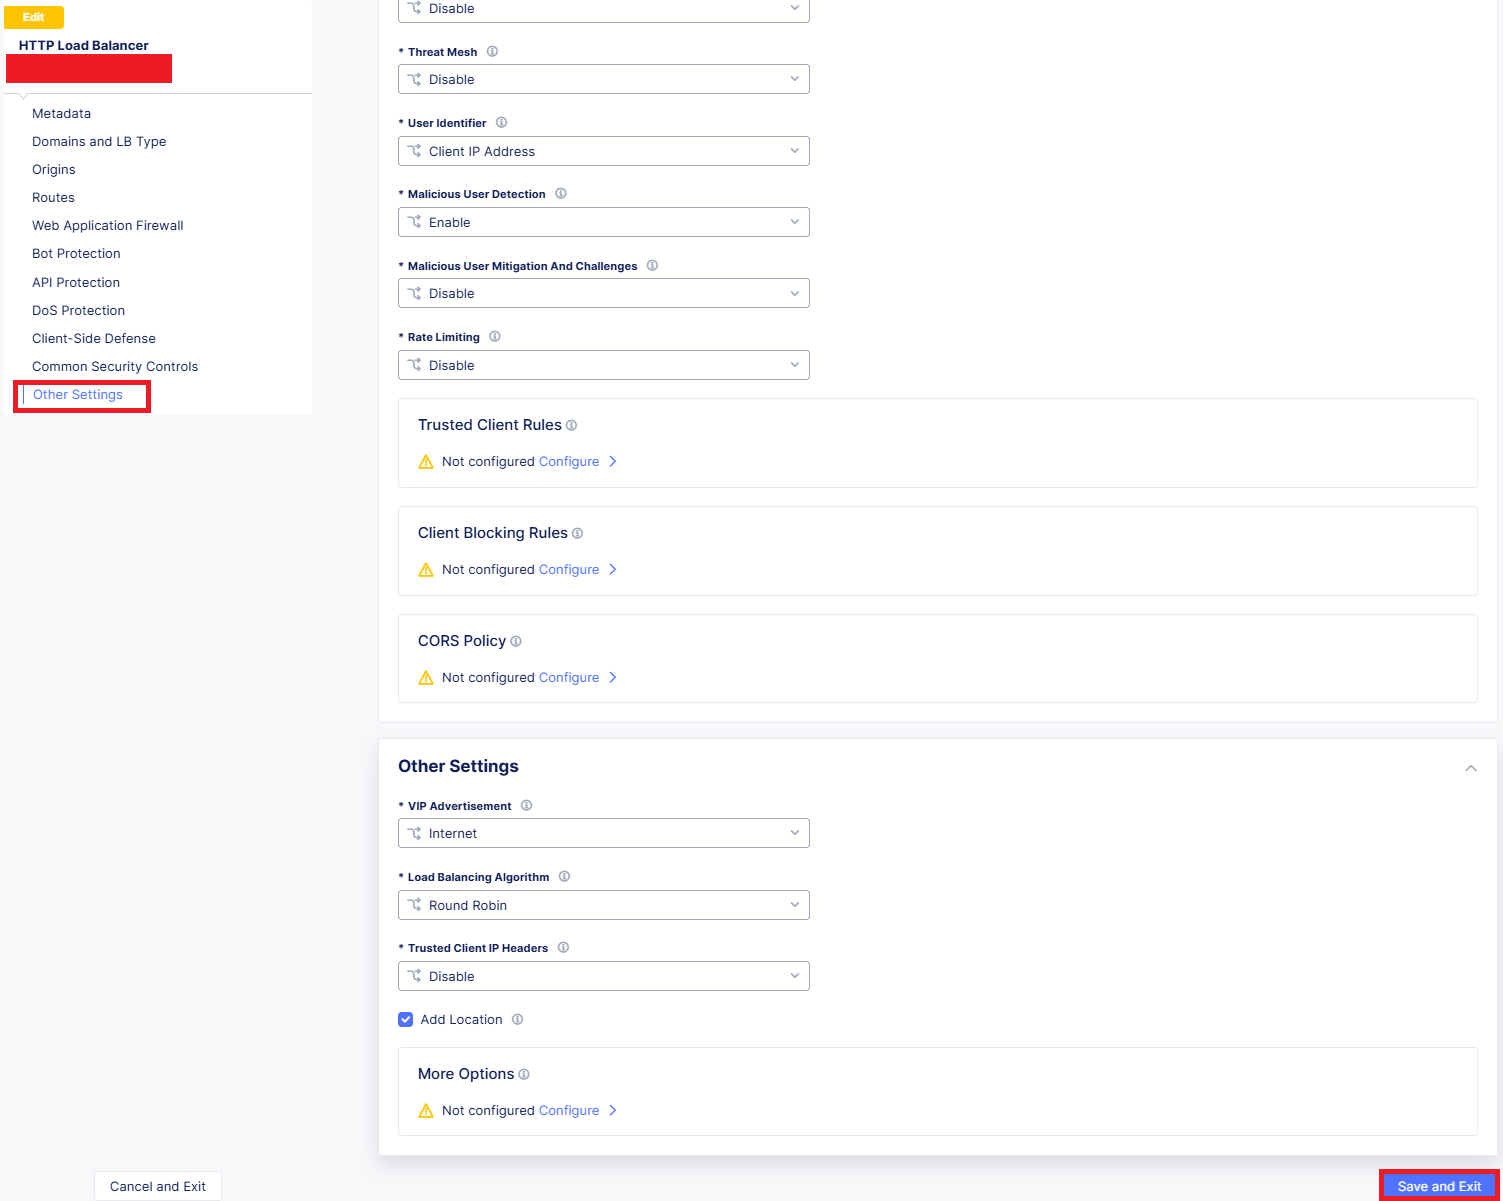 Edit
HTTP Load Balancer
Metadata
Domains and LB Type
Origins
Routes
Web Application Firewall
Bot Protection
API Protection
DoS Protection
Client-Side Defense
Common Security Controls
Other Settings
Disable
* Threat Mesh
Disable
* User Identifier
Client IP Address
* Malicious User Detection
Enable
* Malicious User Mitigation And Challenges
Disable
* Rate Limiting
Disable
Trusted Client Rules
Not configured Configure
Client Blocking Rules
Not configured Configure
CORS Policy
Not configured Configure
Other Settings
* VIP Advertisement
Internet
* Load Balancing Algorithm
Round Robin
* Trusted Client IP Headers
Disable
Add Location
More Options
Not configured Configure
Cancel and Exit
Save and Exit